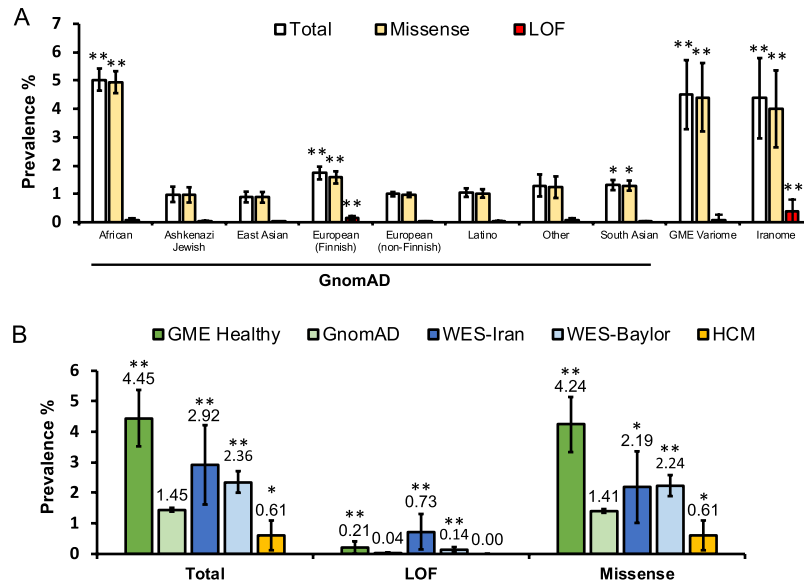 A
Total Missense LOF
Prevalence %
7
6
5
4
3
2
1
0
** ** ** ** ** * * ** ** ** ** **
African Ashkenazi Jewish East Asian European (Finnish) European (non-Finnish) Latino Other South Asian GME Variome Iranome
GnomAD
B
GME Healthy GnomAD WES-Iran WES-Baylor HCM
Prevalence %
6
5
4
3
2
1
0
** ** ** * ** ** ** ** * ** *
4.45 1.45 2.92 2.36 0.61 0.21 0.04 0.73 0.14 0.00 4.24 1.41 2.19 2.24 0.61
Total LOF Missense